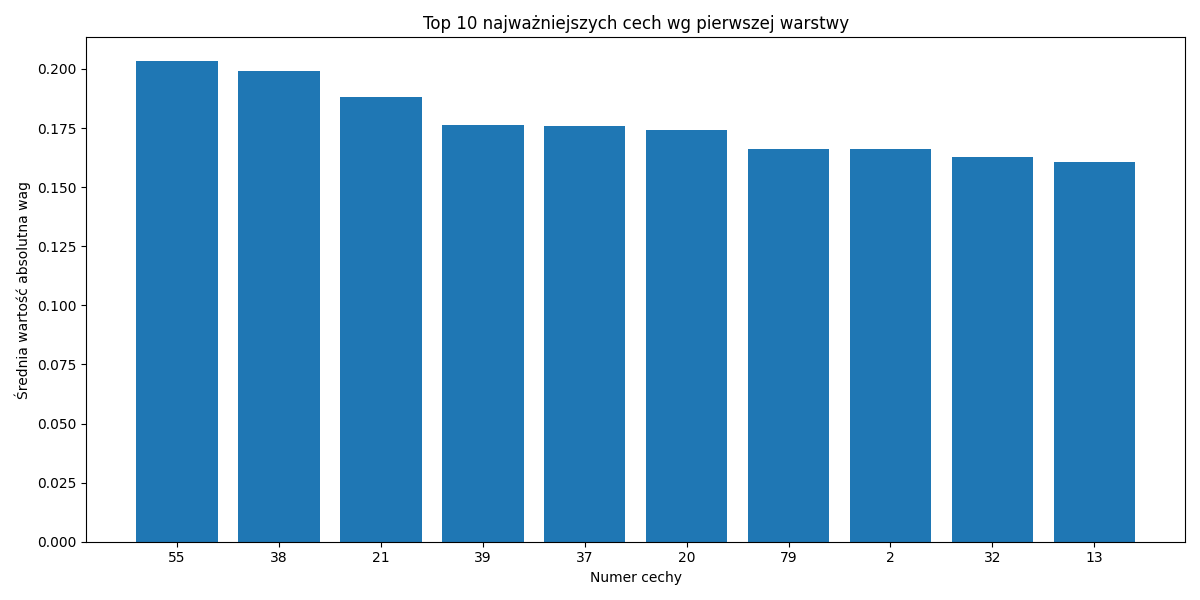 Top 10 najważniejszych cech wg pierwszej warstwy
Średnia wartość absolutna wag
0.200
0.175
0.150
0.125
0.100
0.075
0.050
0.025
0.000
55 38 21 39 37 20 79 2 32 13
Numer cechy